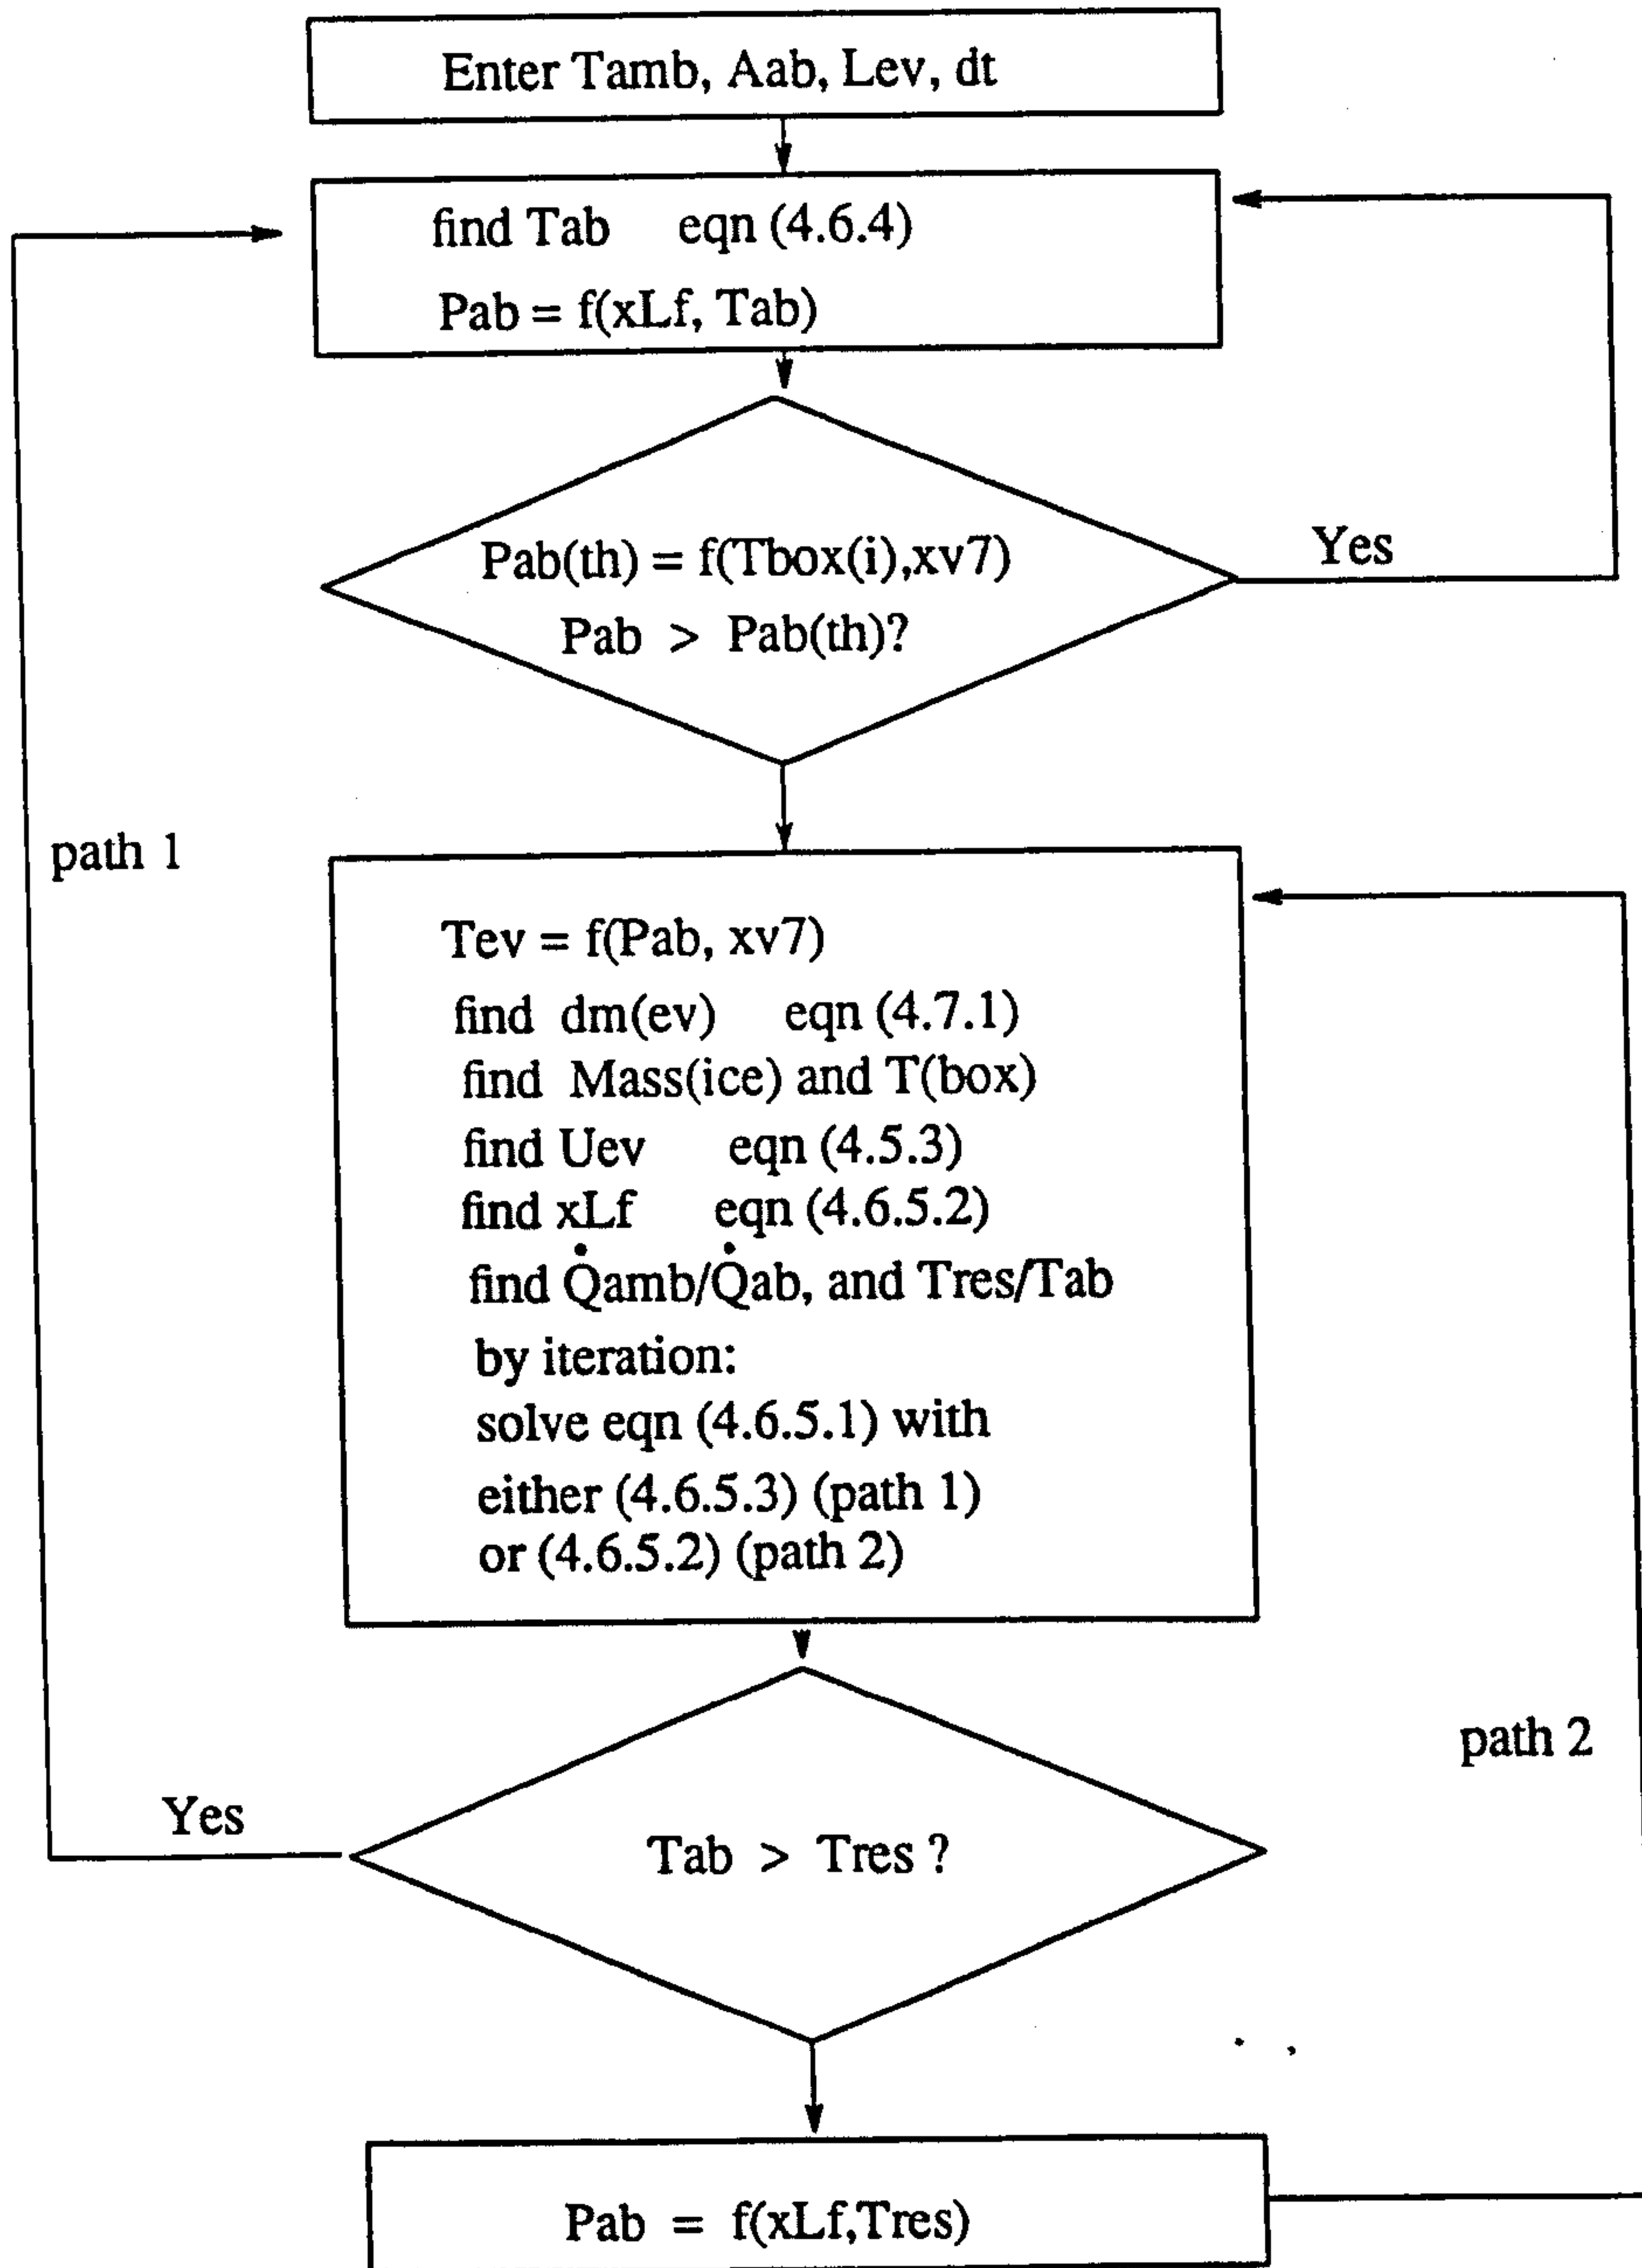 Enter Tamb, Aab, Lev, dt
find Tab eqn (4.6.4)
Pab = f(xLf, Tab)
Pab(th) = f(Tbox(i),xv7)
Pab > Pab(th)?
Yes
path 1
Tev = f(Pab, xv7)
find dm(ev) eqn (4.7.1)
find Mass(ice) and T(box)
find Uev eqn (4.5.3)
find xLf eqn (4.6.5.2)
find Q̇amb/Q̇ab, and Tres/Tab
by iteration:
solve eqn (4.6.5.1) with
either (4.6.5.3) (path 1)
or (4.6.5.2) (path 2)
path 2
Yes
Tab > Tres ?
Pab = f(xLf,Tres)